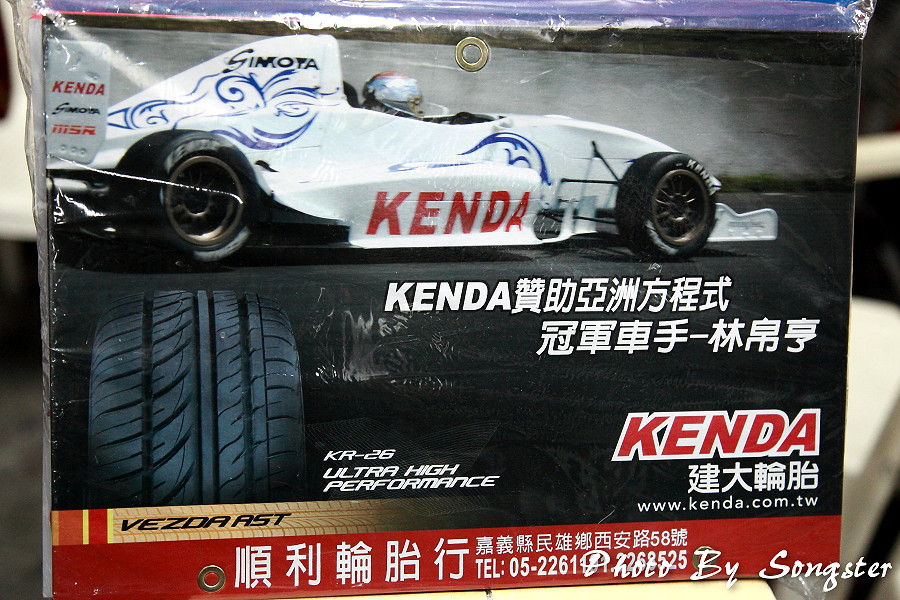 SIMOTA
KENDA
SIMOTA
MSR
KENDA
KENDA
KENDA贊助亞洲方程式
冠軍車手-林帛亨
KENDA
建大輪胎
www.kenda.com.tw
KR-26
ULTRA HIGH
PERFORMANCE
VEZDA AST
順利輪胎行
嘉義縣民雄鄉西安路58號
TEL: 05-2261 2268525
Photo By Songster